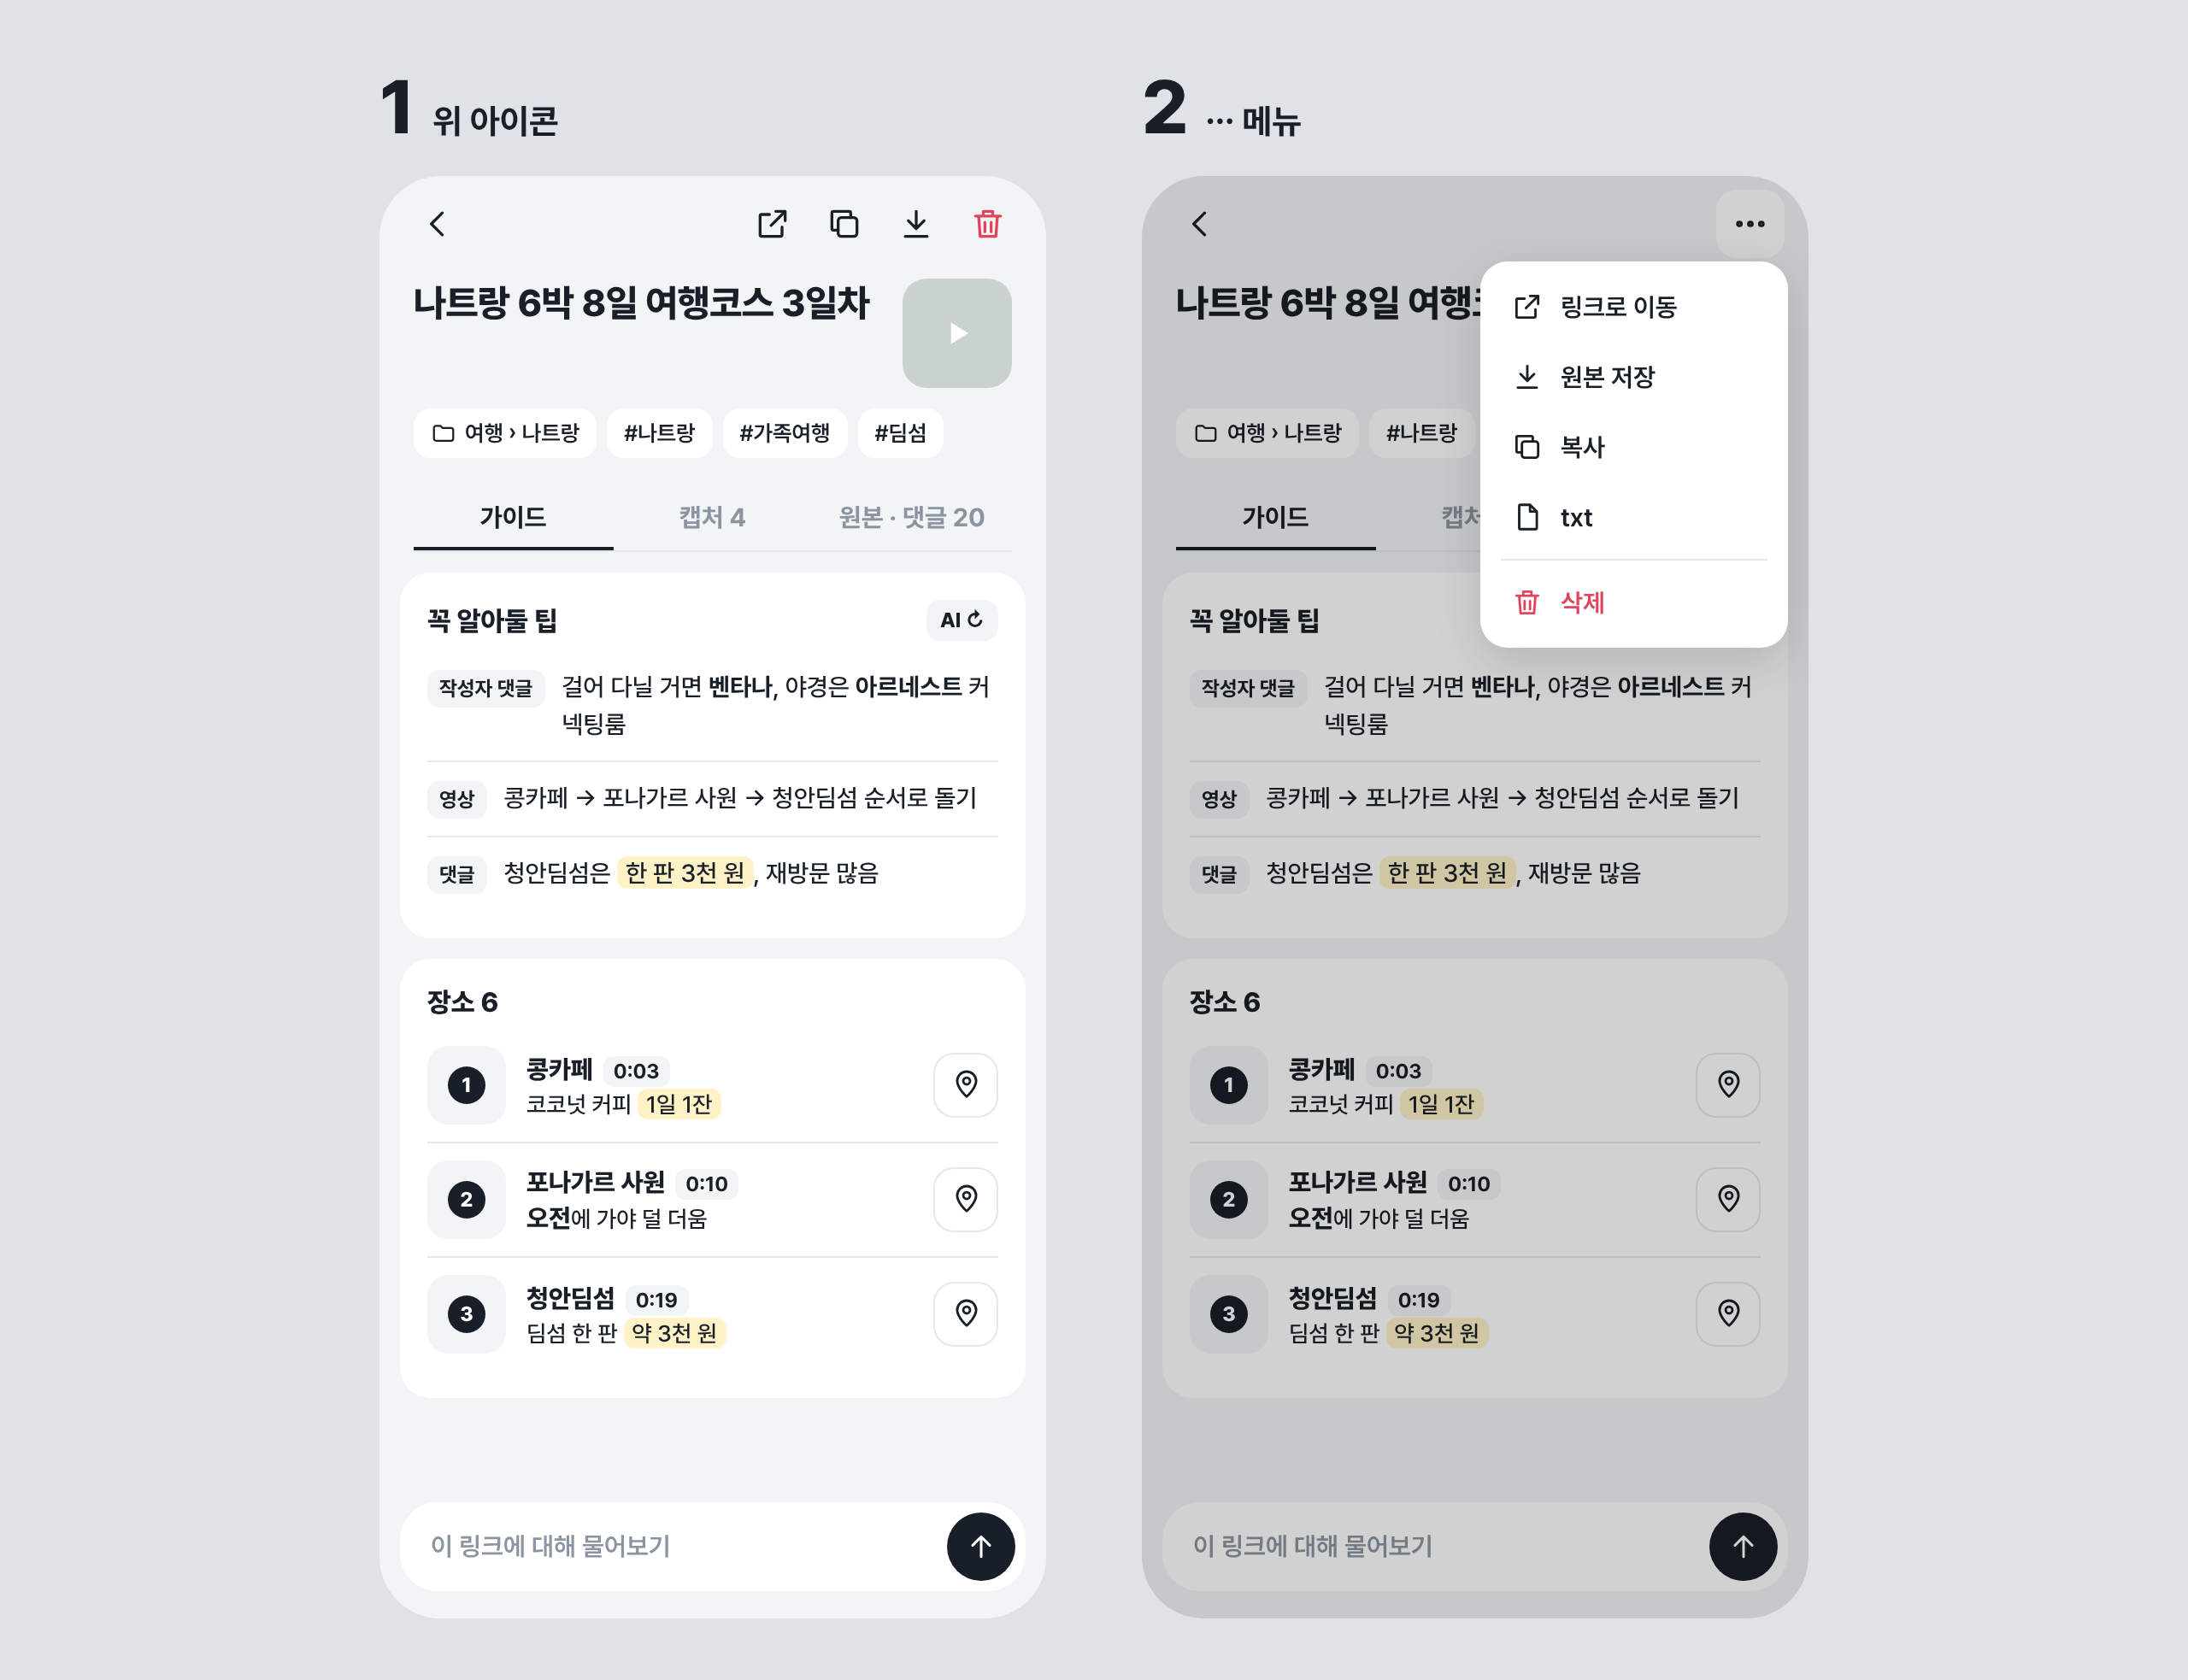 1 위 아이콘
나트랑 6박 8일 여행코스 3일차
여행 › 나트랑 #나트랑 #가족여행 #딤섬
가이드 캡처 4 원본 · 댓글 20
꼭 알아둘 팁 AI ↻
작성자 댓글 걸어 다닐 거면 벤타나, 야경은 아르네스트 커
넥팅룸
영상 콩카페 → 포나가르 사원 → 청안딤섬 순서로 돌기
댓글 청안딤섬은 한 판 3천 원, 재방문 많음
장소 6
1 콩카페 0:03
코코넛 커피 1일 1잔
2 포나가르 사원 0:10
오전에 가야 덜 더움
3 청안딤섬 0:19
딤섬 한 판 약 3천 원
이 링크에 대해 물어보기
2 ··· 메뉴
나트랑 6박 8일 여행
링크로 이동
원본 저장
복사
txt
삭제
여행 › 나트랑 #나트랑
가이드 캡처
꼭 알아둘 팁
작성자 댓글 걸어 다닐 거면 벤타나, 야경은 아르네스트 커
넥팅룸
영상 콩카페 → 포나가르 사원 → 청안딤섬 순서로 돌기
댓글 청안딤섬은 한 판 3천 원, 재방문 많음
장소 6
1 콩카페 0:03
코코넛 커피 1일 1잔
2 포나가르 사원 0:10
오전에 가야 덜 더움
3 청안딤섬 0:19
딤섬 한 판 약 3천 원
이 링크에 대해 물어보기